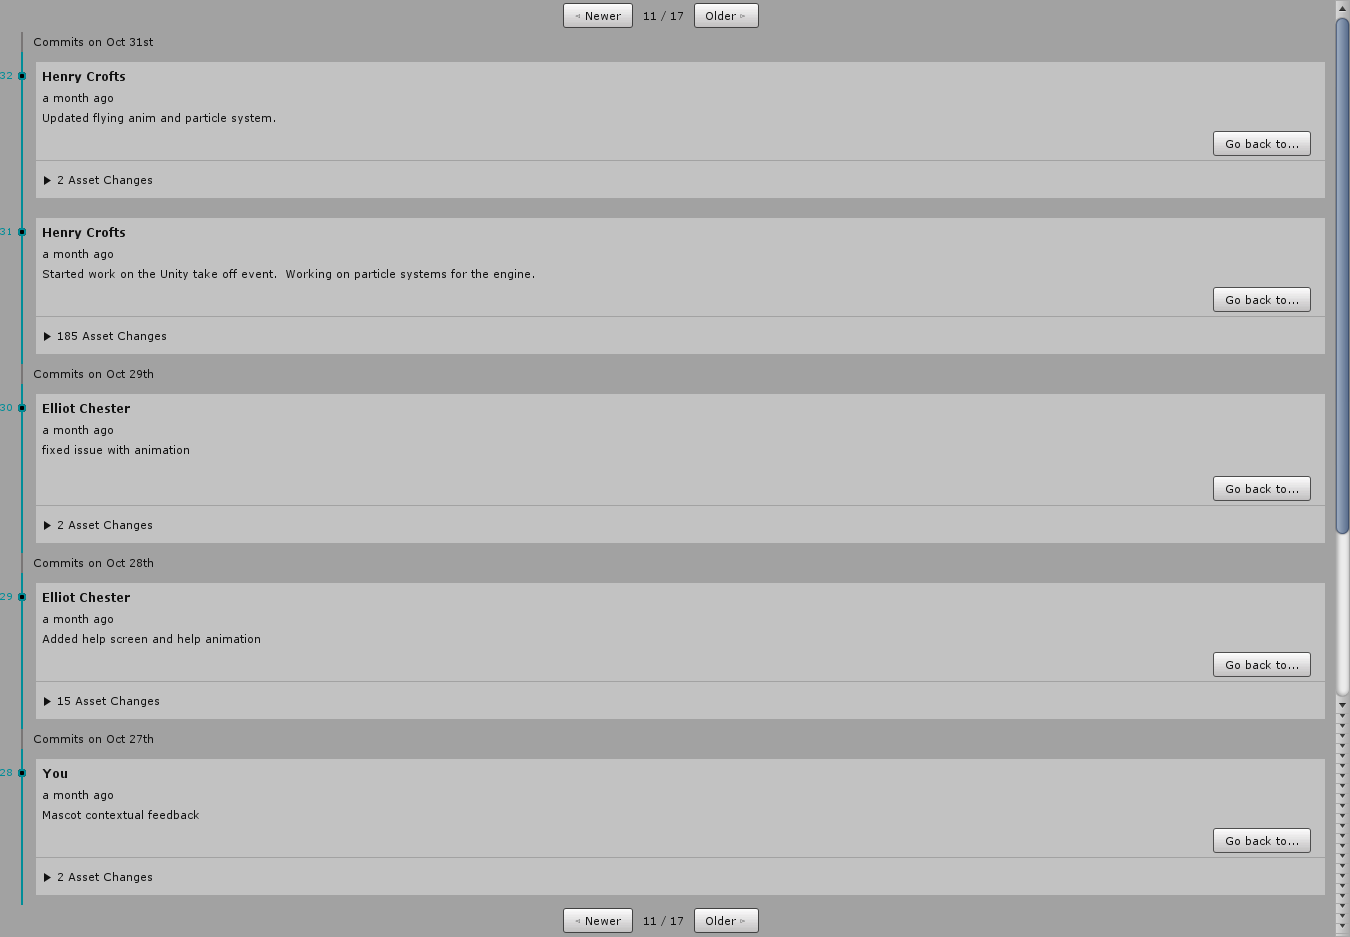 Newer 11 / 17 Older
Commits on Oct 31st
32 Henry Crofts
a month ago
Updated flying anim and particle system.
Go back to...
2 Asset Changes
31 Henry Crofts
a month ago
Started work on the Unity take off event.  Working on particle systems for the engine.
Go back to...
185 Asset Changes
Commits on Oct 29th
30 Elliot Chester
a month ago
fixed issue with animation
Go back to...
2 Asset Changes
Commits on Oct 28th
29 Elliot Chester
a month ago
Added help screen and help animation
Go back to...
15 Asset Changes
Commits on Oct 27th
28 You
a month ago
Mascot contextual feedback
Go back to...
2 Asset Changes
Newer 11 / 17 Older